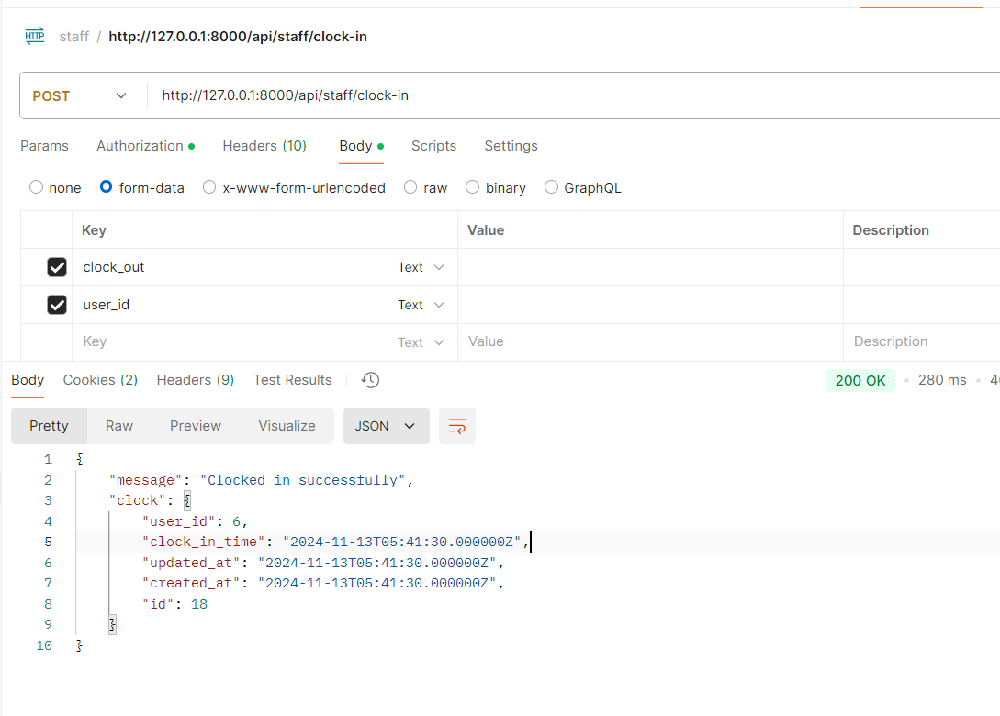 HTTP staff / http://127.0.0.1:8000/api/staff/clock-in
POST http://127.0.0.1:8000/api/staff/clock-in
Params Authorization Headers (10) Body Scripts Settings
none form-data x-www-form-urlencoded raw binary GraphQL
Key Value Description
clock_out Text
user_id Text
Key Text Value Description
Body Cookies (2) Headers (9) Test Results 200 OK 280 ms
Pretty Raw Preview Visualize JSON
1 {
2 "message": "Clocked in successfully",
3 "clock": {
4 "user_id": 6,
5 "clock_in_time": "2024-11-13T05:41:30.000000Z",
6 "updated_at": "2024-11-13T05:41:30.000000Z",
7 "created_at": "2024-11-13T05:41:30.000000Z",
8 "id": 18
9 }
10 }